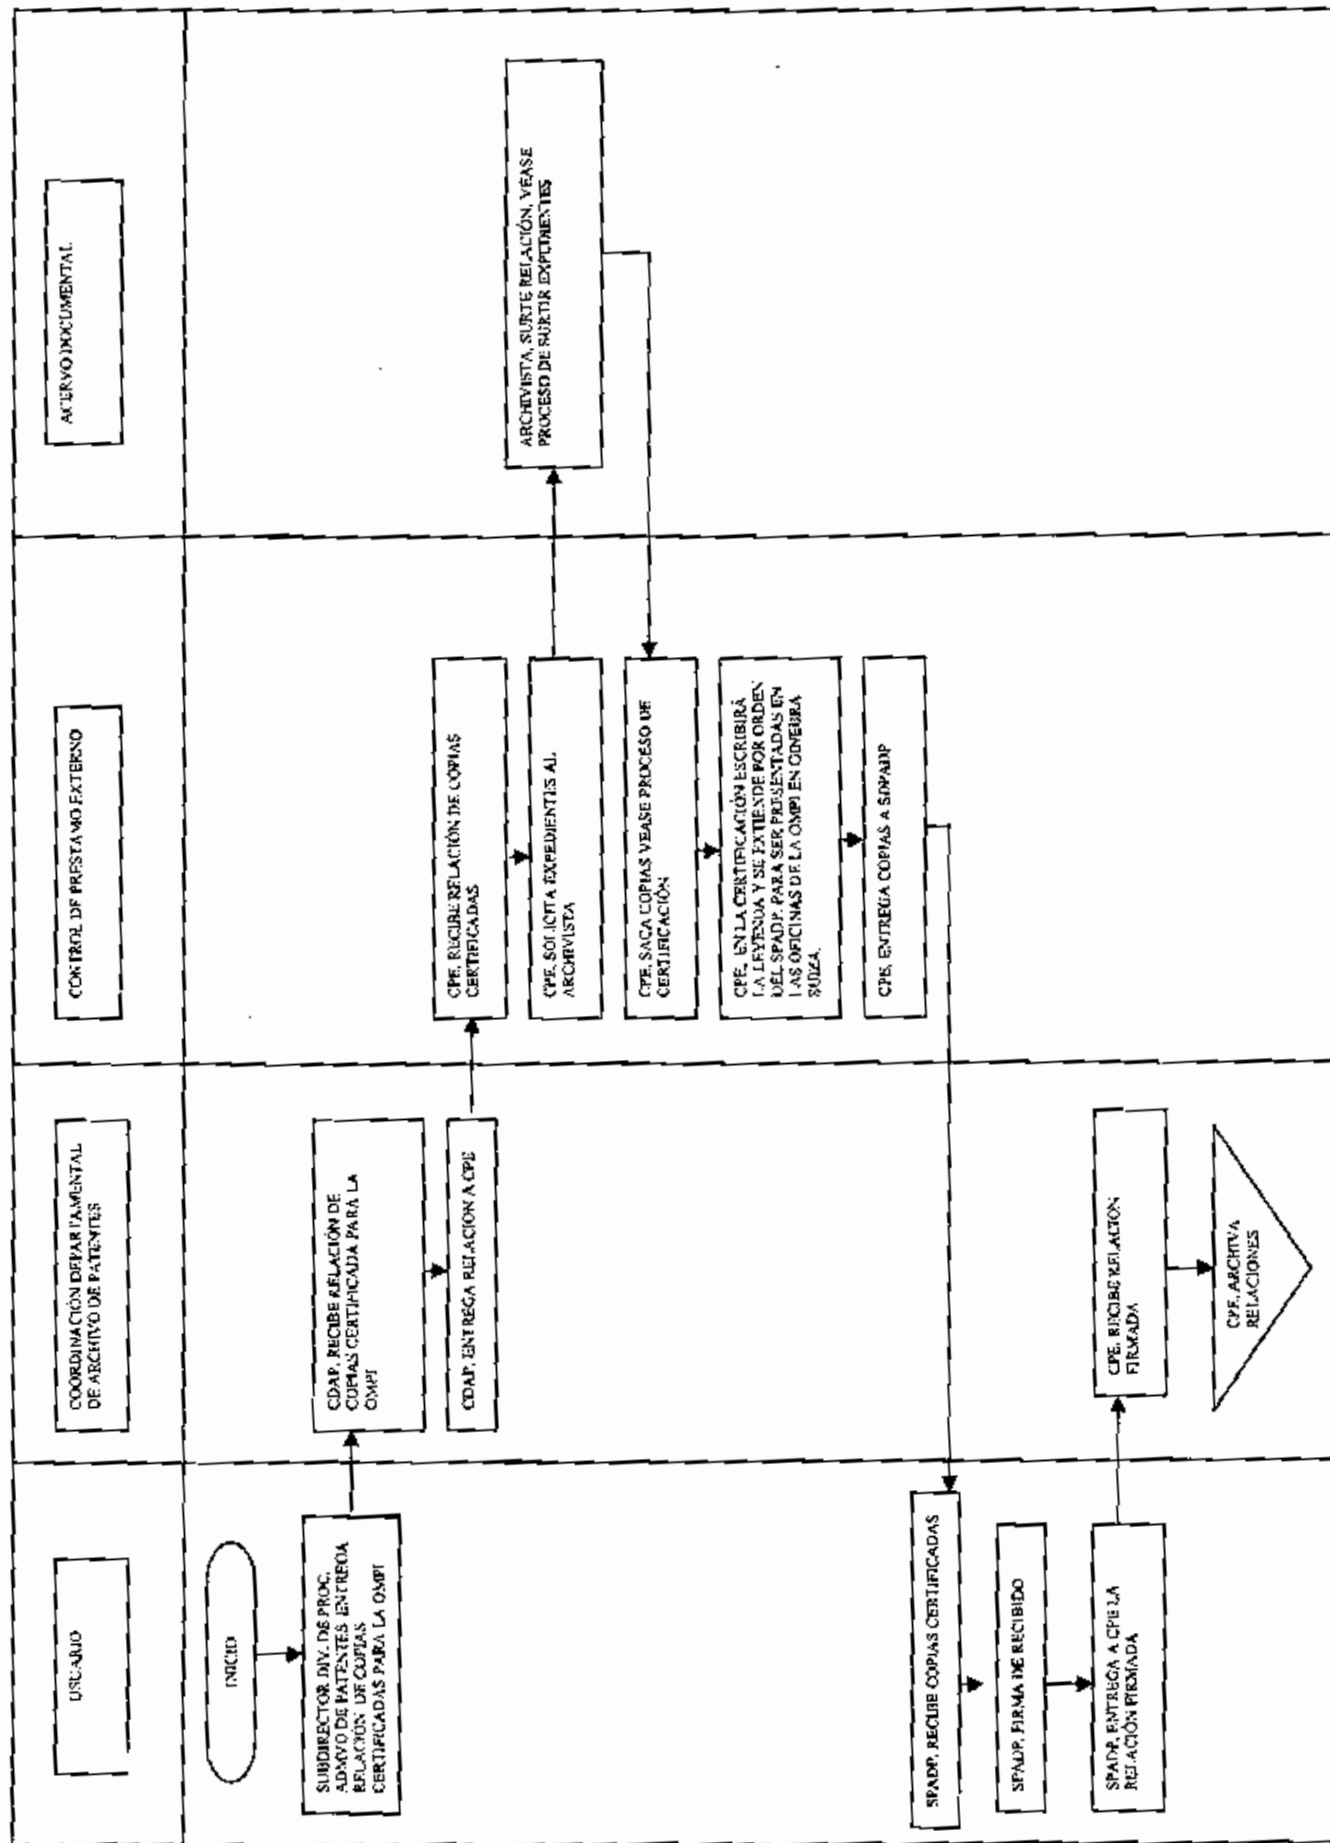 USUARIO
COORDINACIÓN DEPARTAMENTAL
DE ARCHIVO DE PATENTES
CONTROL DE PRESTAMO EXTERNO
ACERVO DOCUMENTAL
INICIO
SUBDIRECTOR DIV. DE PROC.
ADMVO DE PATENTES ENTREGA
RELACIÓN DE COPIAS
CERTIFICADAS PARA LA OMPI
CDAP, RECIBE RELACIÓN DE
COPIAS CERTIFICADA PARA LA
OMPI
CDAP, ENTREGA RELACION A CPE
CPE, RECIBE RELACIÓN DE COPIAS
CERTIFICADAS
CPE, SOLICITA EXPEDIENTES AL
ARCHIVISTA
ARCHIVISTA, SURTE RELACIÓN, VÉASE
PROCESO DE SURTIR EXPEDIENTES
CPE, SACA COPIAS VEASE PROCESO DE
CERTIFICACIÓN
CPE, EN LA CERTIFICACIÓN ESCRIBIRÁ
LA LEYENDA Y SE EXTIENDE POR ORDEN
DEL SPADP, PARA SER PRESENTADAS EN
LAS OFICINAS DE LA OMPI EN GINEBRA
SUIZA.
CPE, ENTREGA COPIAS A SDPADP
SPADP, RECIBE COPIAS CERTIFICADAS
SPADP, FIRMA DE RECIBIDO
SPADP, ENTREGA A CPE LA
RELACIÓN FIRMADA
CPE, RECIBE RELACION
FIRMADA
CPE, ARCHIVA
RELACIONES